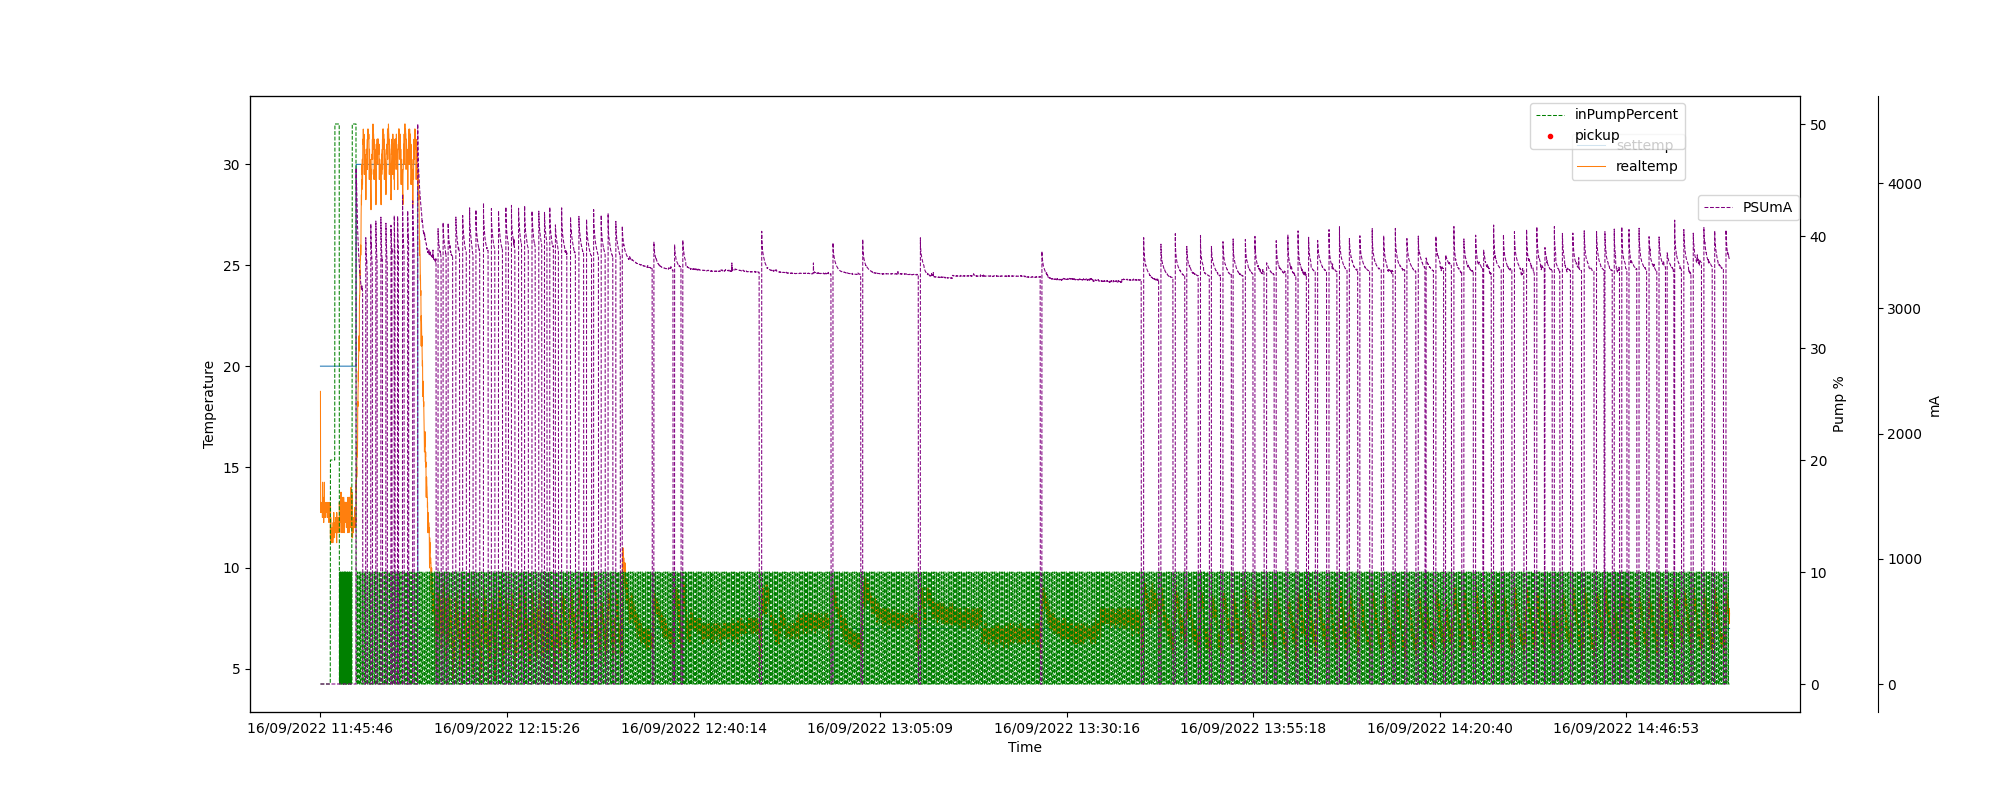 inPumpPercent
pickup
settemp
realtemp
PSUmA
30
25
20
15
10
5
Temperature
50
40
30
20
10
0
Pump %
4000
3000
2000
1000
0
mA
16/09/2022 11:45:46
16/09/2022 12:15:26
16/09/2022 12:40:14
16/09/2022 13:05:09
16/09/2022 13:30:16
16/09/2022 13:55:18
16/09/2022 14:20:40
16/09/2022 14:46:53
Time